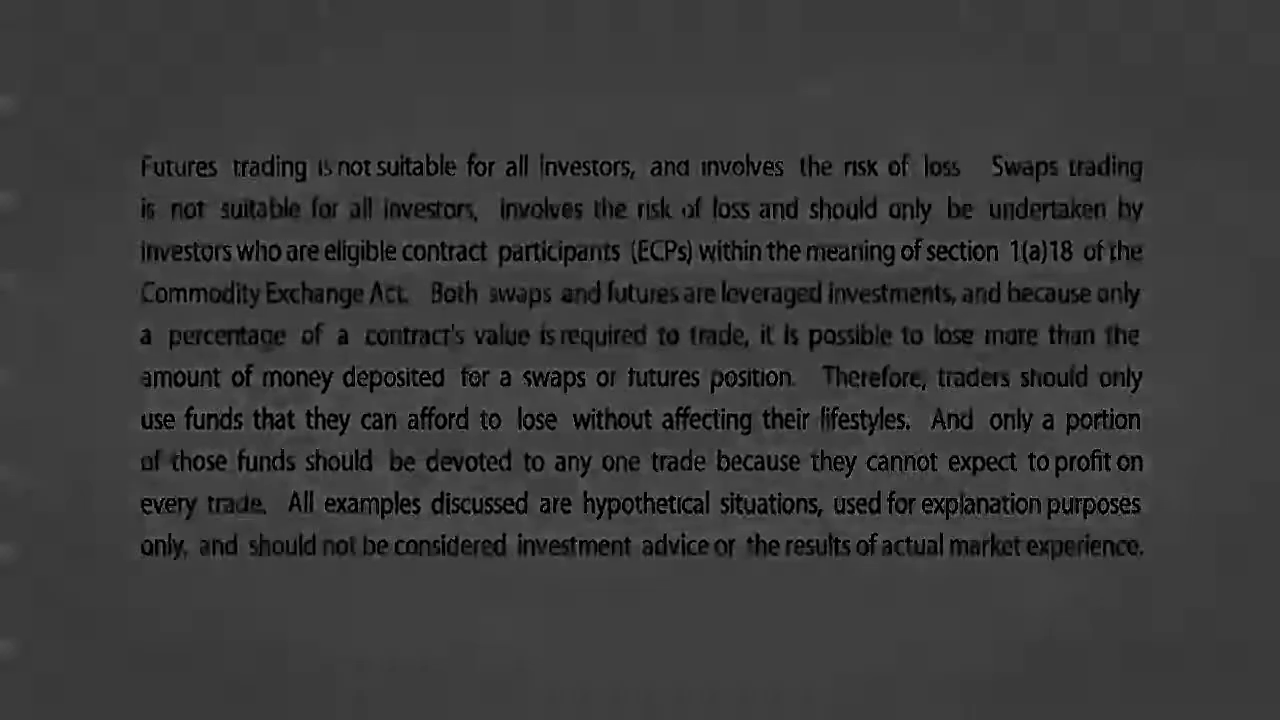 Futures trading is not suitable for all investors, and involves the risk of loss Swaps trading
is not suitable for all investors, involves the risk of loss and should only be undertaken by
investors who are eligible contract participants (ECPs) within the meaning of section 1(a)18 of the
Commodity Exchange Act. Both swaps and futures are leveraged investments, and because only
a percentage of a contract's value is required to trade, it is possible to lose more than the
amount of money deposited for a swaps or futures position. Therefore, traders should only
use funds that they can afford to lose without affecting their lifestyles. And only a portion
of those funds should be devoted to any one trade because they cannot expect to profit on
every trade. All examples discussed are hypothetical situations, used for explanation purposes
only, and should not be considered investment advice or the results of actual market experience.